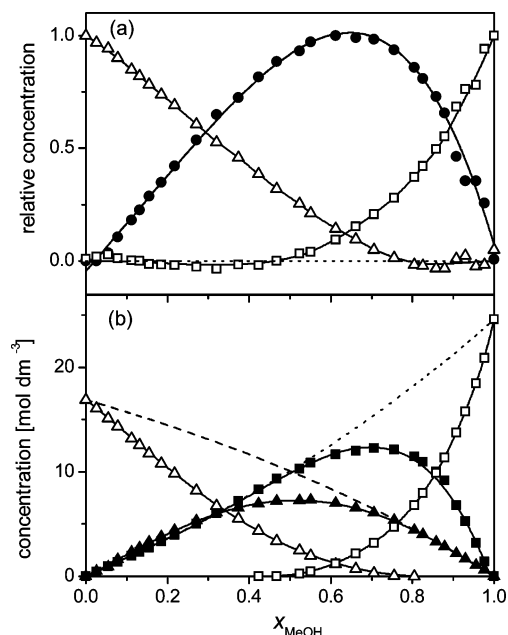 (a)
1.0
0.5
0.0
relative concentration
(b)
20
10
0
concentration [mol dm⁻³]
0.0 0.2 0.4 0.6 0.8 1.0
xMeOH